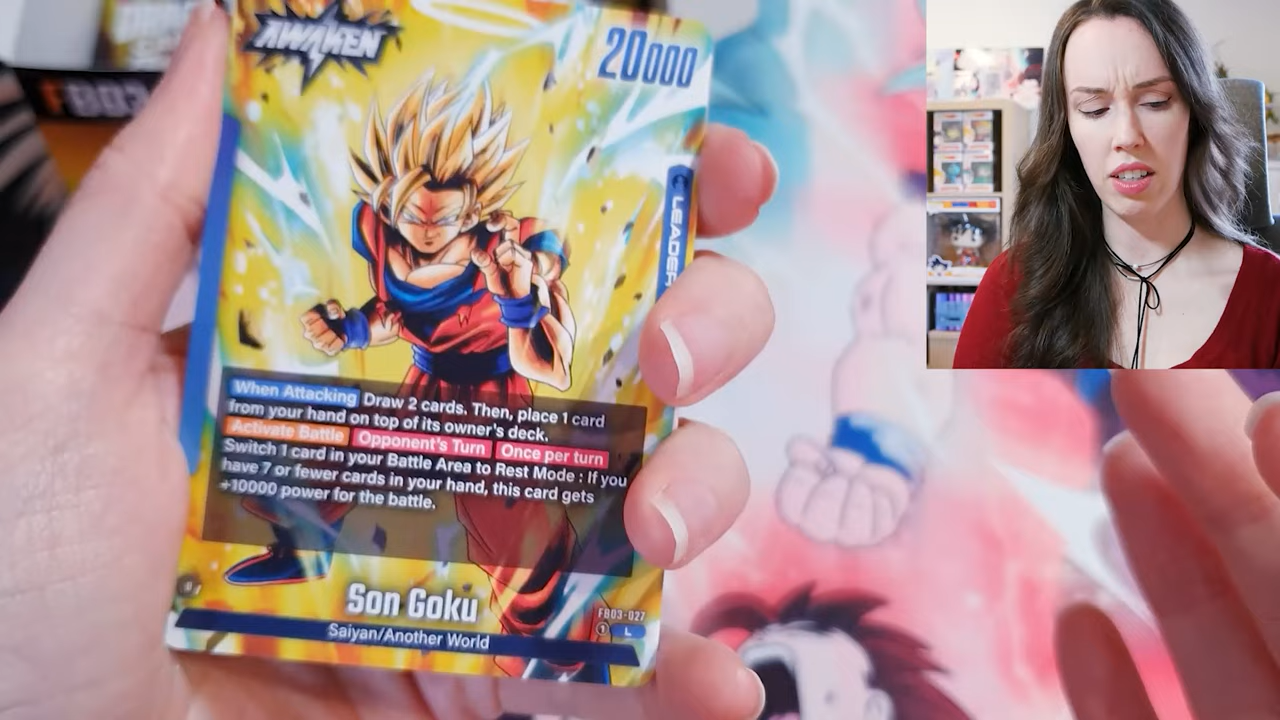 AWAKEN
20000
LEADER
When Attacking Draw 2 cards. Then, place 1 card
from your hand on top of its owner's deck.
Activate Battle Opponent's Turn Once per turn
Switch 1 card in your Battle Area to Rest Mode : If you
have 7 or fewer cards in your hand, this card gets
+10000 power for the battle.
Son Goku
FB03-027
L
Saiyan/Another World
FB03